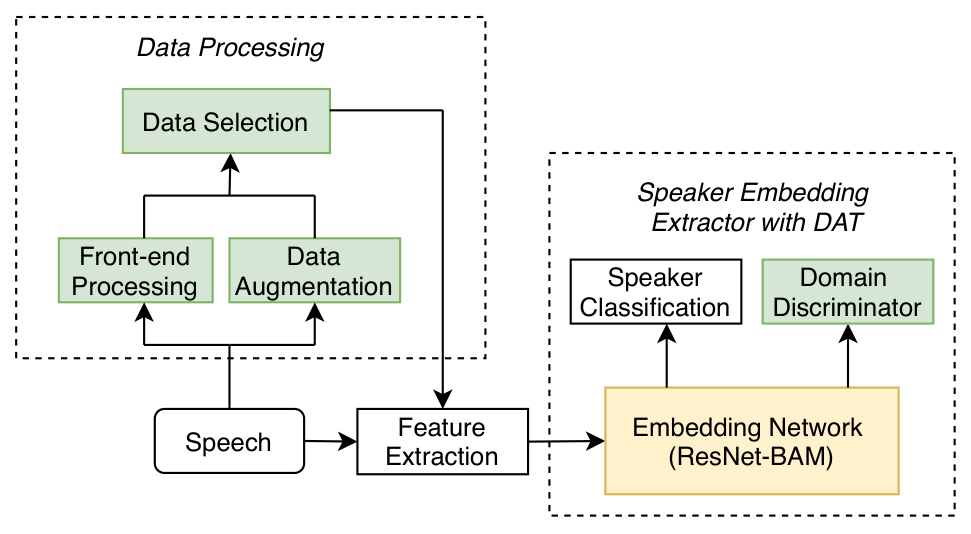 Data Processing
Data Selection
Front-end
Processing
Data
Augmentation
Speech
Feature
Extraction
Speaker Embedding
Extractor with DAT
Speaker
Classification
Domain
Discriminator
Embedding Network
(ResNet-BAM)